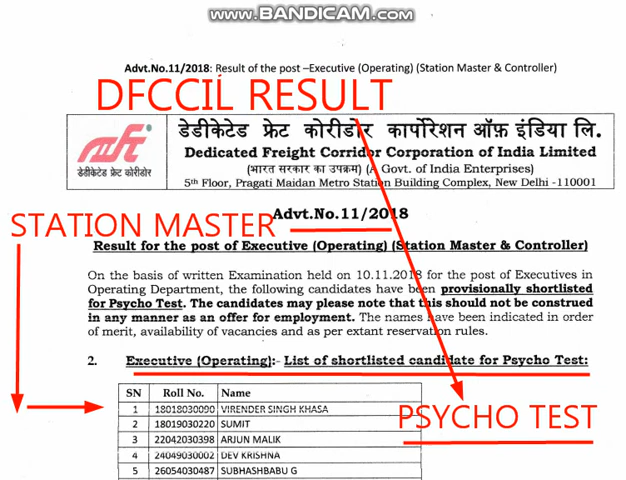 www.BANDICAM.com
Advt.No.11/2018: Result of the post –Executive (Operating) (Station Master & Controller)
DFCCIL RESULT
डेडीकेटेड फ्रेट कोरीडोर
डेडीकेटेड फ्रेट कोरीडोर कार्पोरेशन ऑफ़ इंडिया लि.
Dedicated Freight Corridor Corporation of India Limited
(भारत सरकार का उपक्रम) (A Govt. of India Enterprises)
5th Floor, Pragati Maidan Metro Station Building Complex, New Delhi -110001
Advt.No.11/2018
STATION MASTER
Result for the post of Executive (Operating) (Station Master & Controller)
On the basis of written Examination held on 10.11.2018 for the post of Executives in
Operating Department, the following candidates have been provisionally shortlisted
for Psycho Test. The candidates may please note that this should not be construed
in any manner as an offer for employment. The names have been indicated in order
of merit, availability of vacancies and as per extant reservation rules.
2. Executive (Operating):- List of shortlisted candidate for Psycho Test:
SN Roll No. Name
1 18018030090 VIRENDER SINGH KHASA
2 18019030220 SUMIT
3 22042030398 ARJUN MALIK
4 24049030002 DEV KRISHNA
5 26054030487 SUBHASHBABU G
PSYCHO TEST